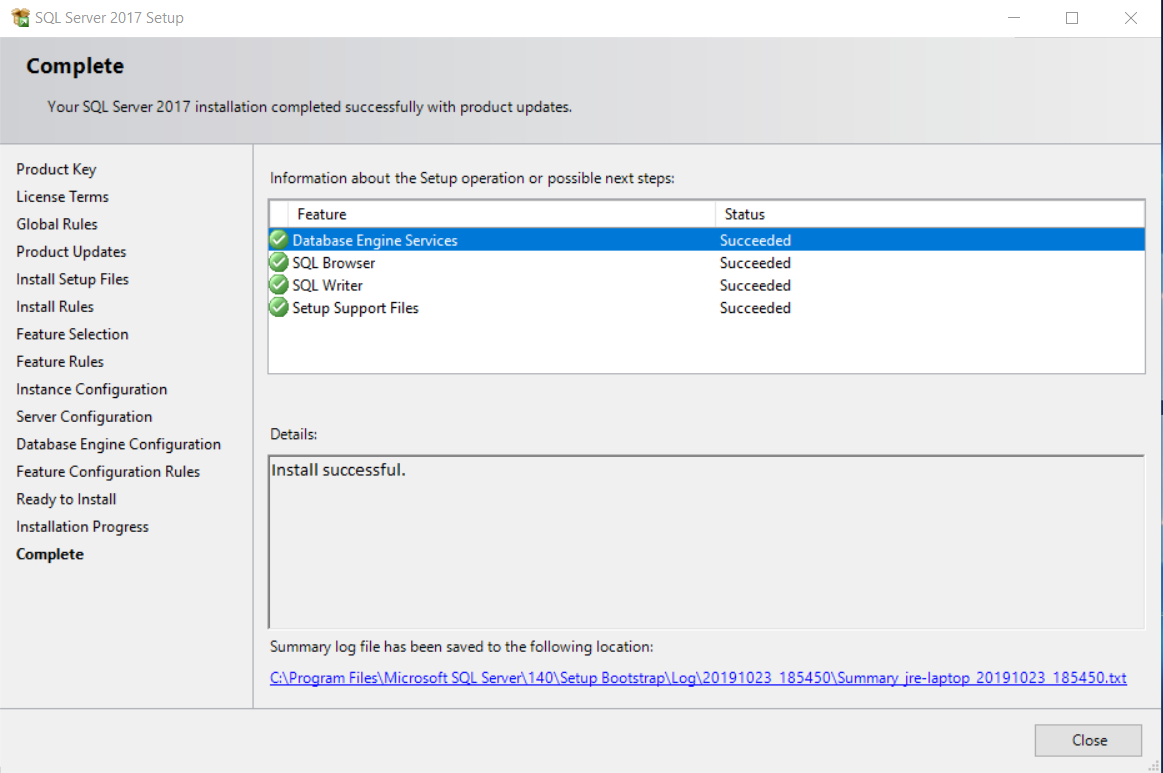 SQL Server 2017 Setup
Complete
Your SQL Server 2017 installation completed successfully with product updates.
Product Key
License Terms
Global Rules
Product Updates
Install Setup Files
Install Rules
Feature Selection
Feature Rules
Instance Configuration
Server Configuration
Database Engine Configuration
Feature Configuration Rules
Ready to Install
Installation Progress
Complete
Information about the Setup operation or possible next steps:
Feature Status
Database Engine Services Succeeded
SQL Browser Succeeded
SQL Writer Succeeded
Setup Support Files Succeeded
Details:
Install successful.
Summary log file has been saved to the following location:
C:\Program Files\Microsoft SQL Server\140\Setup Bootstrap\Log\20191023_185450\Summary_jre-laptop_20191023_185450.txt
Close